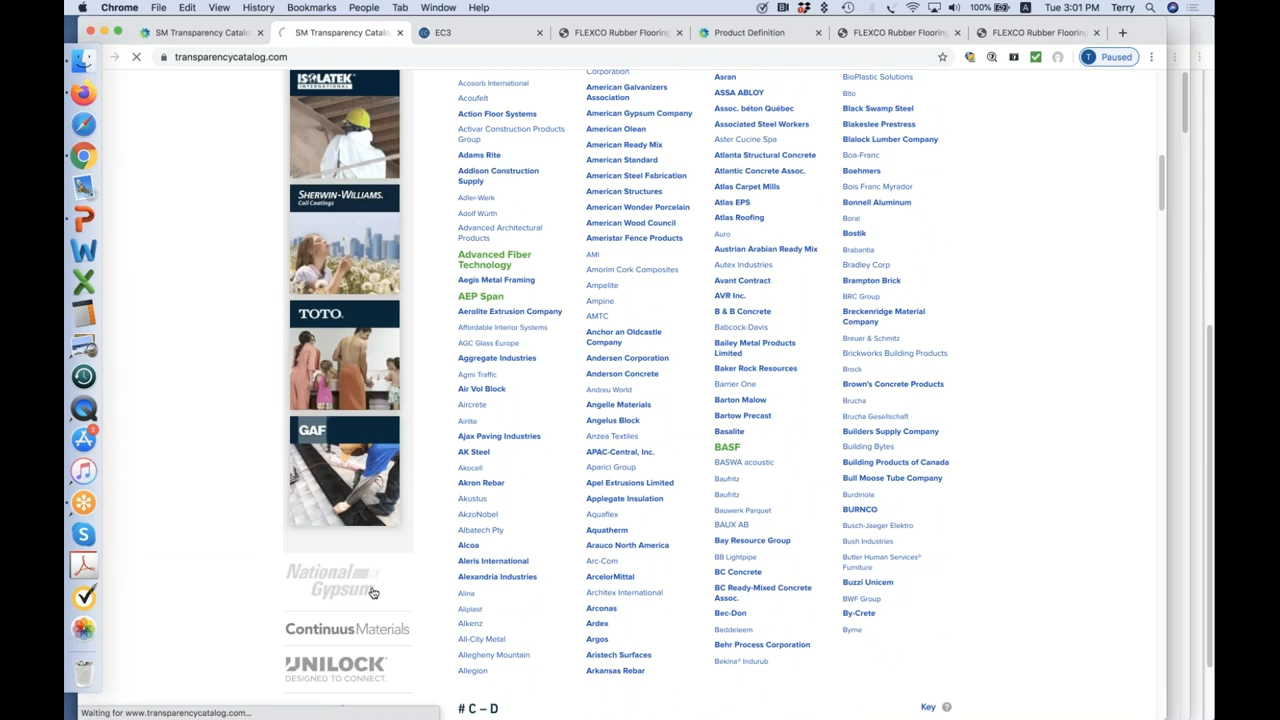 Chrome File Edit View History Bookmarks People Tab Window Help 100% Tue 3:01 PM Terry
SM Transparency Catalog SM Transparency Catalo EC3 FLEXCO Rubber Flooring Product Definition FLEXCO Rubber Flooring FLEXCO Rubber Flooring
transparencycatalog.com T Paused
ISOLATEK
INTERNATIONAL
SHERWIN-WILLIAMS.
Coil Coatings
TOTO
GAF
National
Gypsum
Continuus Materials
UNILOCK
DESIGNED TO CONNECT.
Acosorb International
Acoufelt
Action Floor Systems
Activar Construction Products
Group
Adams Rite
Addison Construction
Supply
Adler-Werk
Adolf Würth
Advanced Architectural
Products
Advanced Fiber
Technology
Aegis Metal Framing
AEP Span
Aerolite Extrusion Company
Affordable Interior Systems
AGC Glass Europe
Aggregate Industries
Agmi Traffic
Air Vol Block
Aircrete
Airlite
Ajax Paving Industries
AK Steel
Akocell
Akron Rebar
Akustus
AkzoNobel
Albatech Pty
Alcoa
Aleris International
Alexandria Industries
Alina
Aliplast
Alkenz
All-City Metal
Allegheny Mountain
Allegion
Corporation
American Galvanizers
Association
American Gypsum Company
American Olean
American Ready Mix
American Standard
American Steel Fabrication
American Structures
American Wonder Porcelain
American Wood Council
Ameristar Fence Products
AMI
Amorim Cork Composites
Ampelite
Ampine
AMTC
Anchor an Oldcastle
Company
Andersen Corporation
Anderson Concrete
Andreu World
Angelle Materials
Angelus Block
Anzea Textiles
APAC-Central, Inc.
Aparici Group
Apel Extrusions Limited
Applegate Insulation
Aquaflex
Aquatherm
Arauco North America
Arc-Com
ArcelorMittal
Architex International
Arconas
Ardex
Argos
Aristech Surfaces
Arkansas Rebar
Asran
ASSA ABLOY
Assoc. béton Québec
Associated Steel Workers
Aster Cucine Spa
Atlanta Structural Concrete
Atlantic Concrete Assoc.
Atlas Carpet Mills
Atlas EPS
Atlas Roofing
Auro
Austrian Arabian Ready Mix
Autex Industries
Avant Contract
AVR Inc.
B & B Concrete
Babcock-Davis
Bailey Metal Products
Limited
Baker Rock Resources
Barrier One
Barton Malow
Bartow Precast
Basalite
BASF
BASWA acoustic
Baufritz
Baufritz
Bauwerk Parquet
BAUX AB
Bay Resource Group
BB Lightpipe
BC Concrete
BC Ready-Mixed Concrete
Assoc.
Bec-Don
Beddeleem
Behr Process Corporation
Bekina® Indurub
BioPlastic Solutions
Bito
Black Swamp Steel
Blakeslee Prestress
Blalock Lumber Company
Boa-Franc
Boehmers
Bois Franc Myrador
Bonnell Aluminum
Boral
Bostik
Brabantia
Bradley Corp
Brampton Brick
BRC Group
Breckenridge Material
Company
Breuer & Schmitz
Brickworks Building Products
Brock
Brown's Concrete Products
Brucha
Brucha Gesellschaft
Builders Supply Company
Building Bytes
Building Products of Canada
Bull Moose Tube Company
Burdinola
BURNCO
Busch-Jaeger Elektro
Bush Industries
Butler Human Services®
Furniture
Buzzi Unicem
BWF Group
By-Crete
Byrne
# C – D Key ?
Waiting for www.transparencycatalog.com...